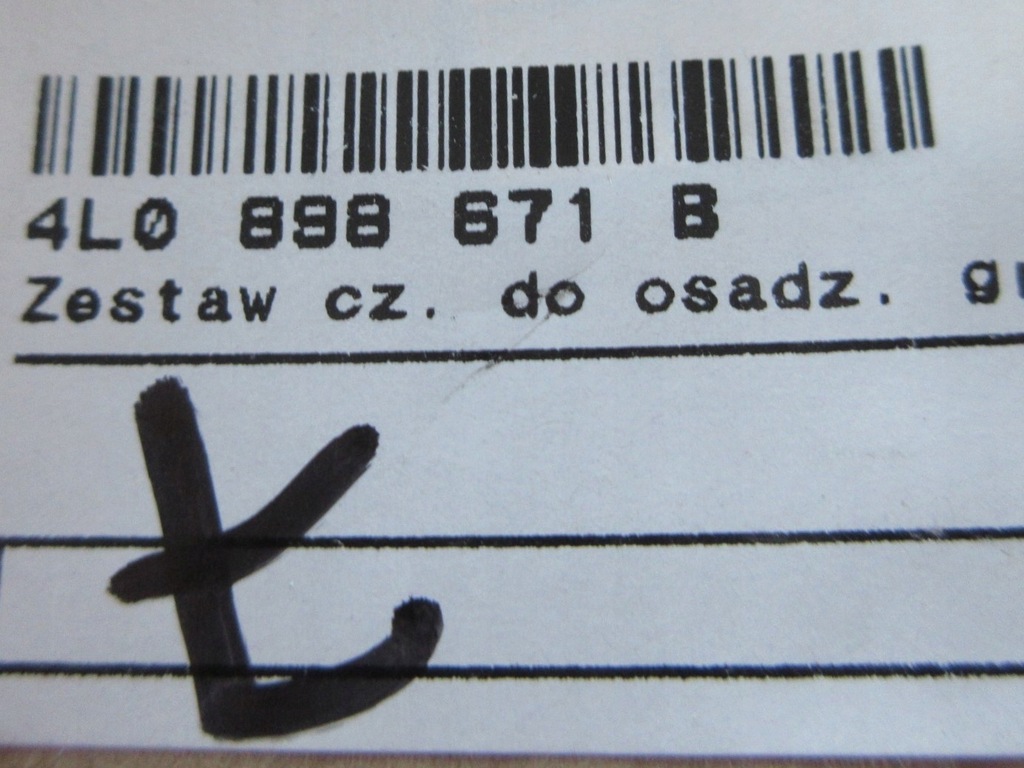 4L0 898 671 B
Zestaw cz. do osadz.
Ł